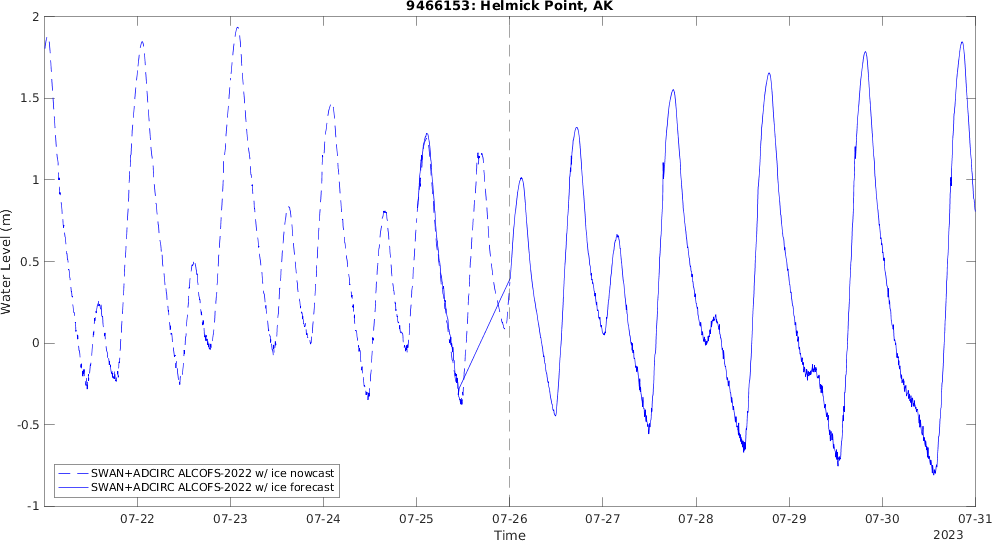 9466153: Helmick Point, AK
Water Level (m)
2
1.5
1
0.5
0
-0.5
-1
SWAN+ADCIRC ALCOFS-2022 w/ ice nowcast
SWAN+ADCIRC ALCOFS-2022 w/ ice forecast
07-22 07-23 07-24 07-25 07-26 07-27 07-28 07-29 07-30 07-31
Time
2023